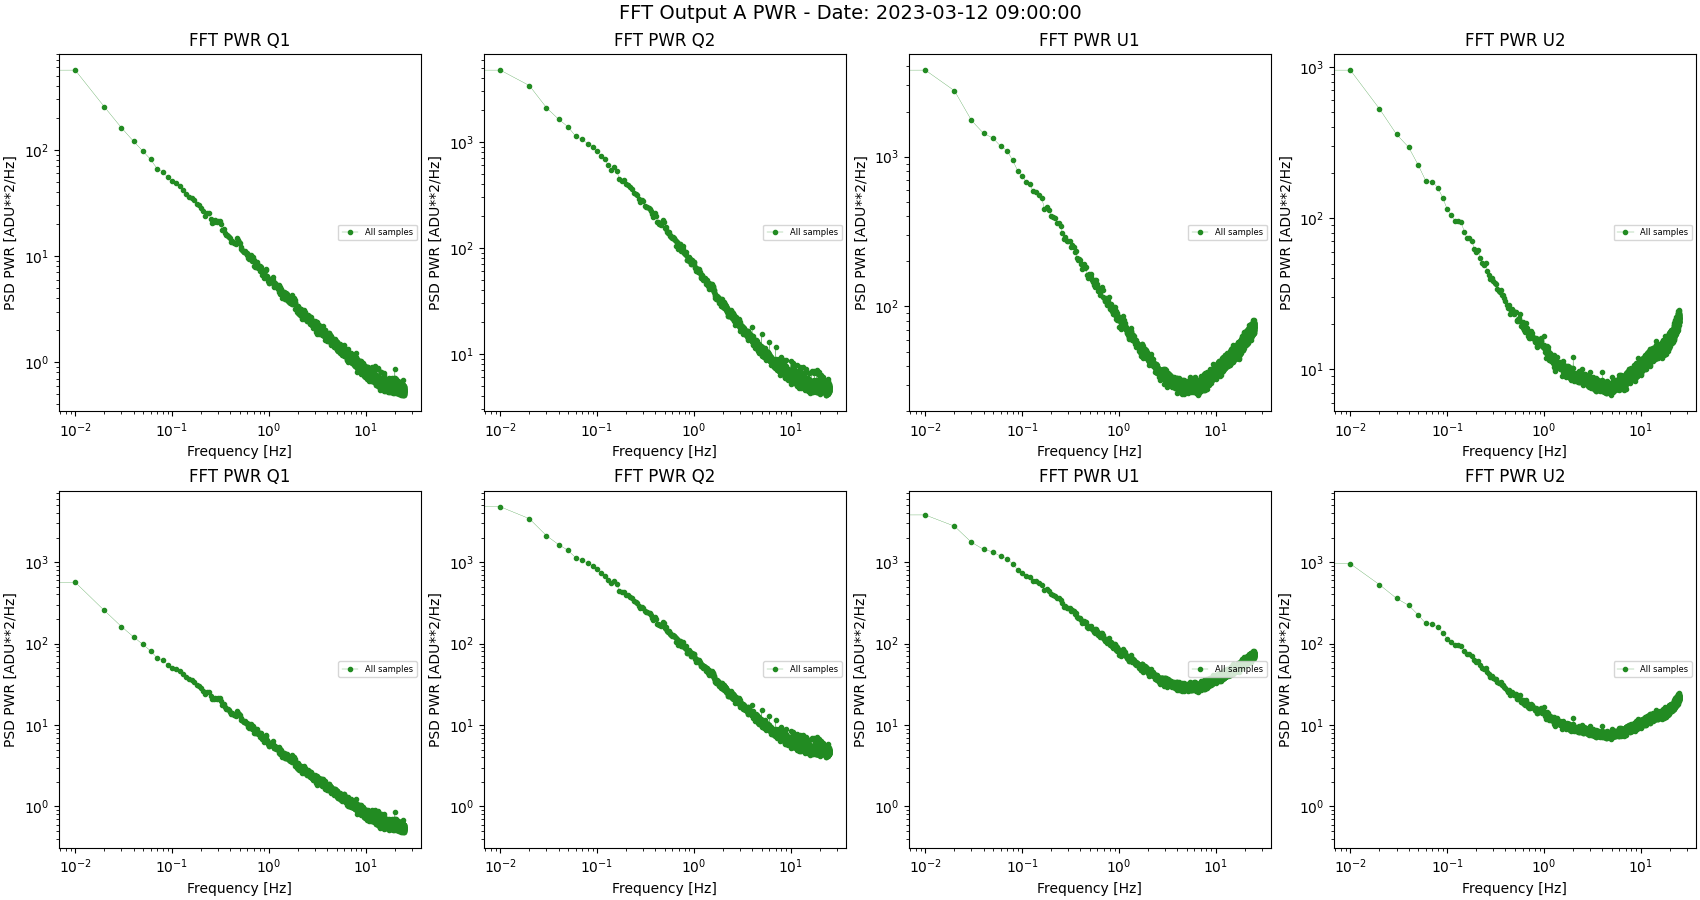 FFT Output A PWR - Date: 2023-03-12 09:00:00
FFT PWR Q1
FFT PWR Q2
FFT PWR U1
FFT PWR U2
PSD PWR [ADU**2/Hz]
10²
10¹
10⁰
All samples
10⁻² 10⁻¹ 10⁰ 10¹
Frequency [Hz]
PSD PWR [ADU**2/Hz]
10³
10²
10¹
All samples
10⁻² 10⁻¹ 10⁰ 10¹
Frequency [Hz]
PSD PWR [ADU**2/Hz]
10³
10²
All samples
10⁻² 10⁻¹ 10⁰ 10¹
Frequency [Hz]
PSD PWR [ADU**2/Hz]
10³
10²
10¹
All samples
10⁻² 10⁻¹ 10⁰ 10¹
Frequency [Hz]
FFT PWR Q1
FFT PWR Q2
FFT PWR U1
FFT PWR U2
PSD PWR [ADU**2/Hz]
10³
10²
10¹
10⁰
All samples
10⁻² 10⁻¹ 10⁰ 10¹
Frequency [Hz]
PSD PWR [ADU**2/Hz]
10³
10²
10¹
10⁰
All samples
10⁻² 10⁻¹ 10⁰ 10¹
Frequency [Hz]
PSD PWR [ADU**2/Hz]
10³
10²
10¹
10⁰
All samples
10⁻² 10⁻¹ 10⁰ 10¹
Frequency [Hz]
PSD PWR [ADU**2/Hz]
10³
10²
10¹
10⁰
All samples
10⁻² 10⁻¹ 10⁰ 10¹
Frequency [Hz]